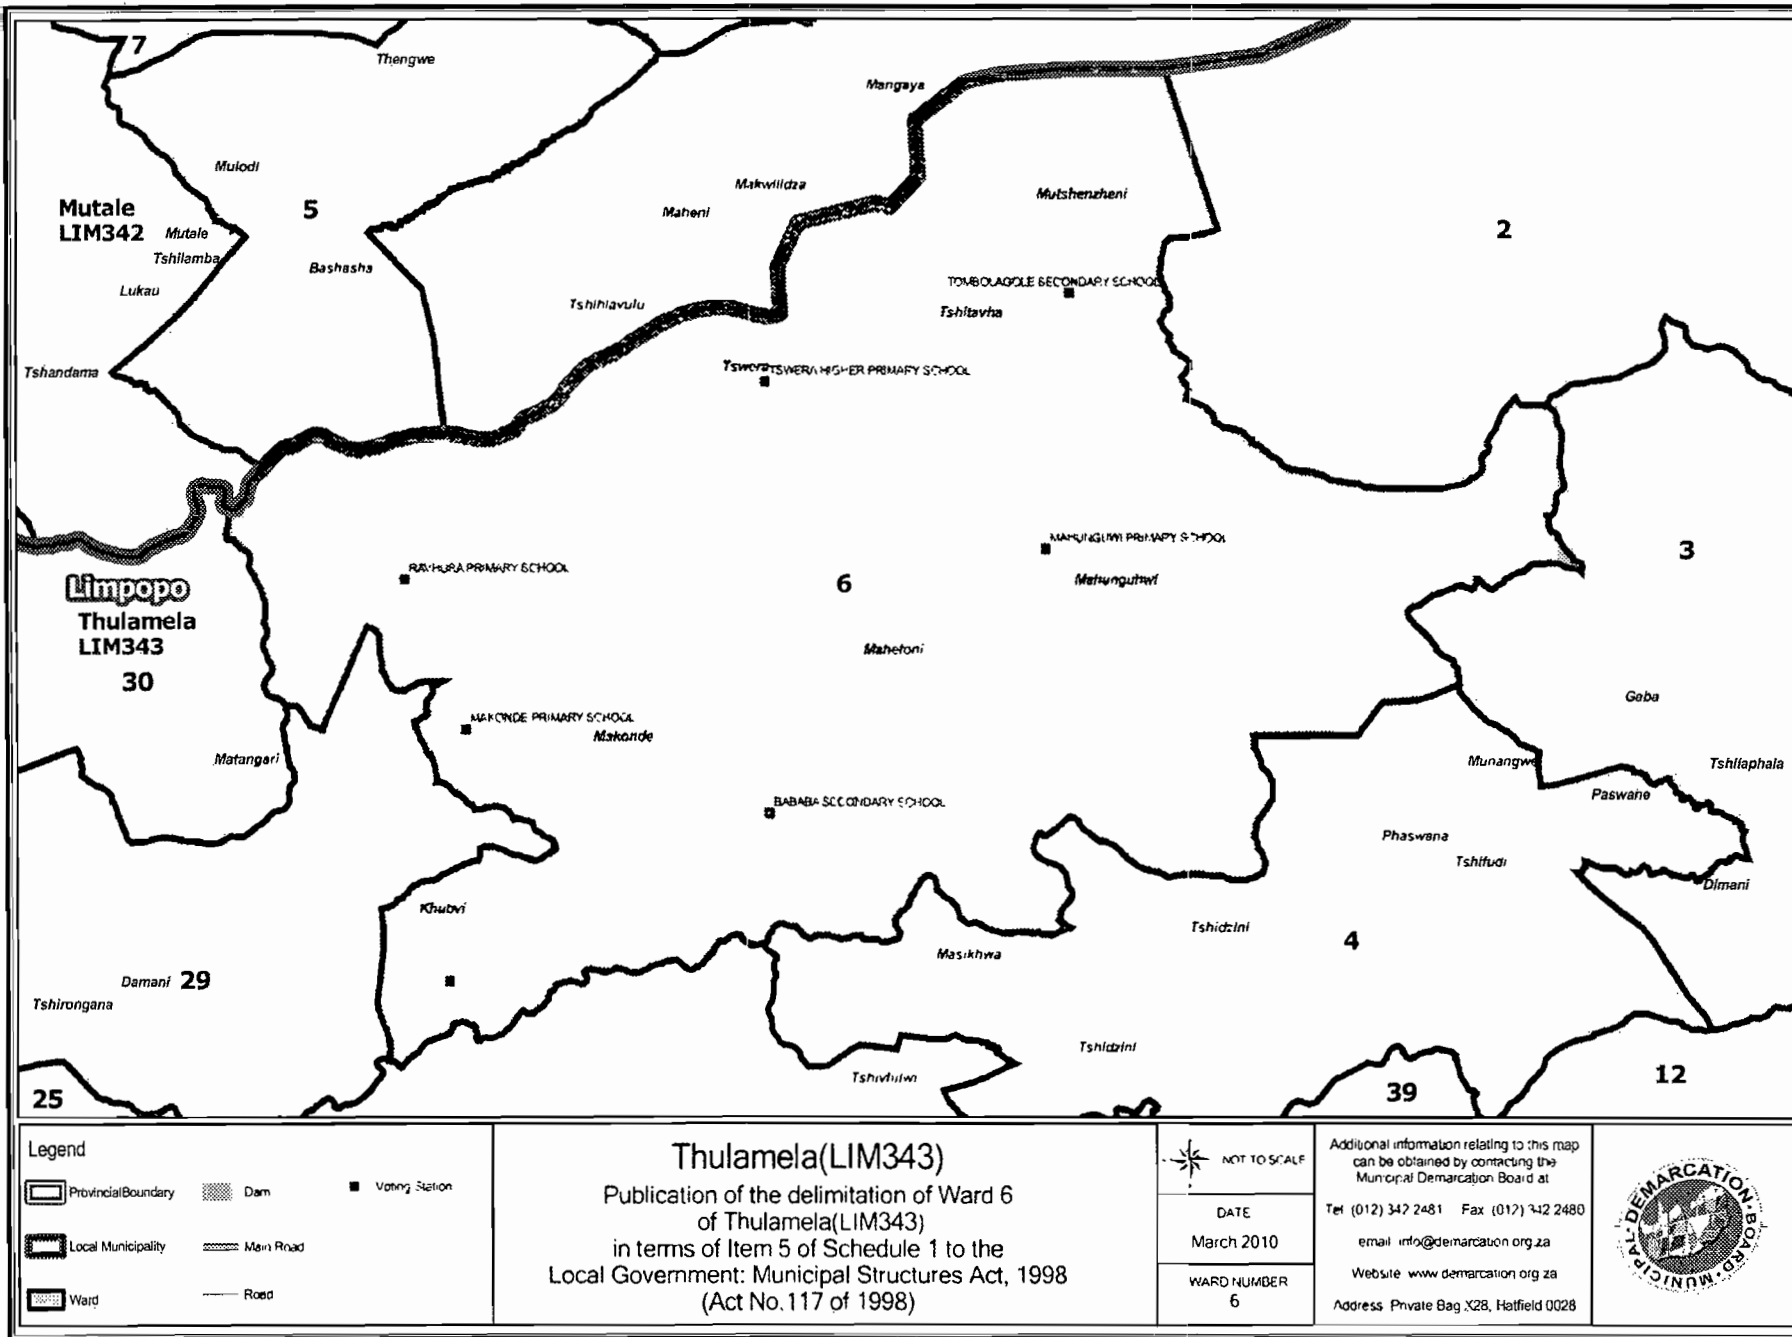 7
Thengwe
Mangaya
Mulodi
Makwilidza
Mutshenzheni
Mutale
LIM342
5
Maheni
2
Mutale
Tshilamba
Bashasha
Lukau
TOMBOLAGOLE SECONDARY SCHOOL
Tshihlavulu
Tshitavha
Tshandama
Tswera
TSWERA HIGHER PRIMARY SCHOOL
MAHUNGUWI PRIMARY SCHOOL
3
RAVHURA PRIMARY SCHOOL
6
Mahunguhwi
Limpopo
Thulamela
LIM343
30
Mahetoni
Gaba
MAKONDE PRIMARY SCHOOL
Makonde
Matangari
Munangwe
Tshilaphala
Paswane
BABABA SECONDARY SCHOOL
Phaswana
Tshifudi
Dimani
Khubvi
Tshidzini
4
Masikhwa
Damani
29
Tshirongana
Tshidzini
Tshivhilwi
25
39
12
Legend
Provincial Boundary
Dam
Voting Station
Local Municipality
Main Road
Ward
Road
Thulamela(LIM343)
Publication of the delimitation of Ward 6
of Thulamela(LIM343)
in terms of Item 5 of Schedule 1 to the
Local Government: Municipal Structures Act, 1998
(Act No.117 of 1998)
NOT TO SCALE
DATE
March 2010
WARD NUMBER
6
Additional information relating to this map
can be obtained by contacting the
Municipal Demarcation Board at
Tel (012) 342 2481 Fax (012) 342 2480
email info@demarcation.org.za
Website www demarcation org za
Address Private Bag X28, Hatfield 0028
MUNICIPAL DEMARCATION BOARD